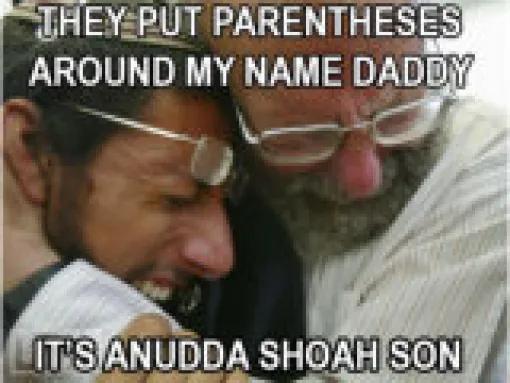 THEY PUT PARENTHESES
AROUND MY NAME DADDY
IT'S ANUDDA SHOAH SON